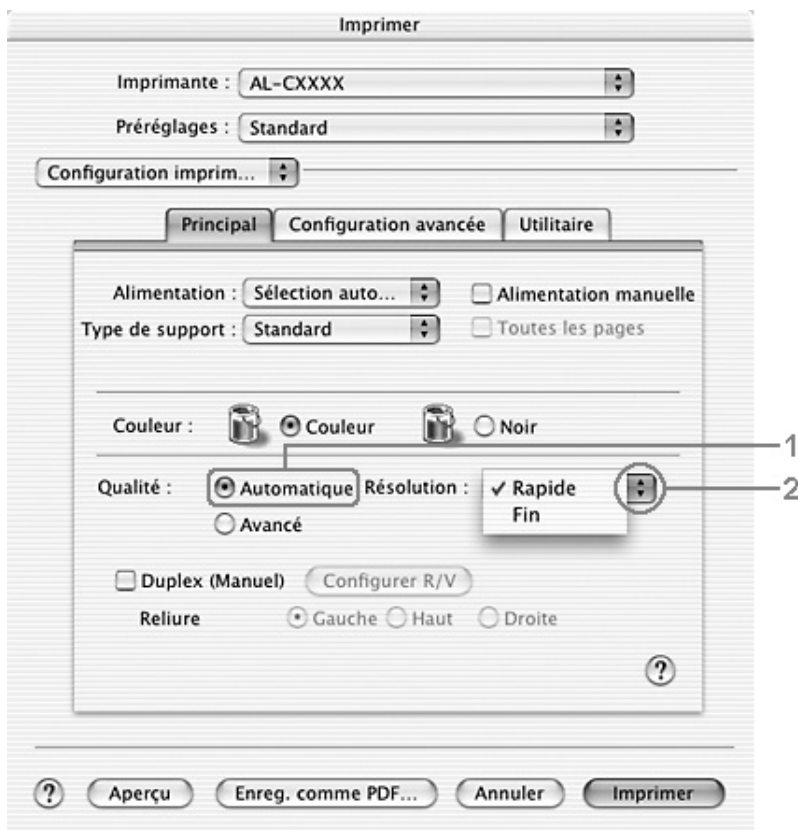 Imprimer
Imprimante : AL-CXXXX
Préréglages : Standard
Configuration imprim...
Principal Configuration avancée Utilitaire
Alimentation : Sélection auto... Alimentation manuelle
Type de support : Standard Toutes les pages
Couleur : Couleur Noir
1
Qualité : Automatique Résolution : ✓ Rapide 2
Avancé Fin
Duplex (Manuel) Configurer R/V
Reliure Gauche Haut Droite
?
? Aperçu Enreg. comme PDF... Annuler Imprimer